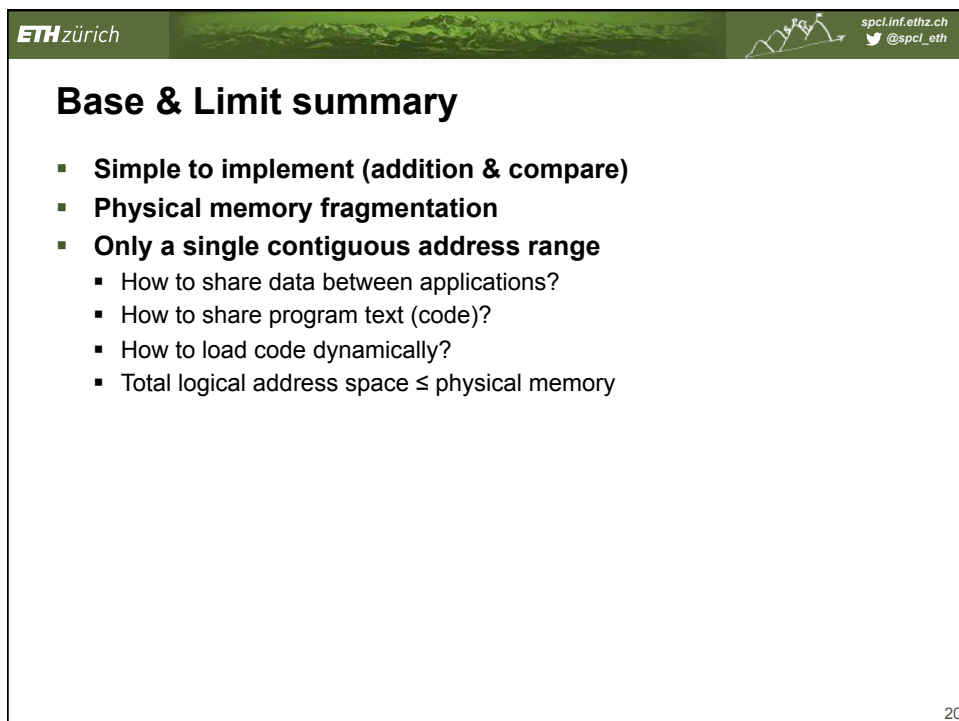 ETH zürich
spcl.inf.ethz.ch
@spcl_eth
Base & Limit summary
Simple to implement (addition & compare)
Physical memory fragmentation
Only a single contiguous address range
How to share data between applications?
How to share program text (code)?
How to load code dynamically?
Total logical address space ≤ physical memory
20